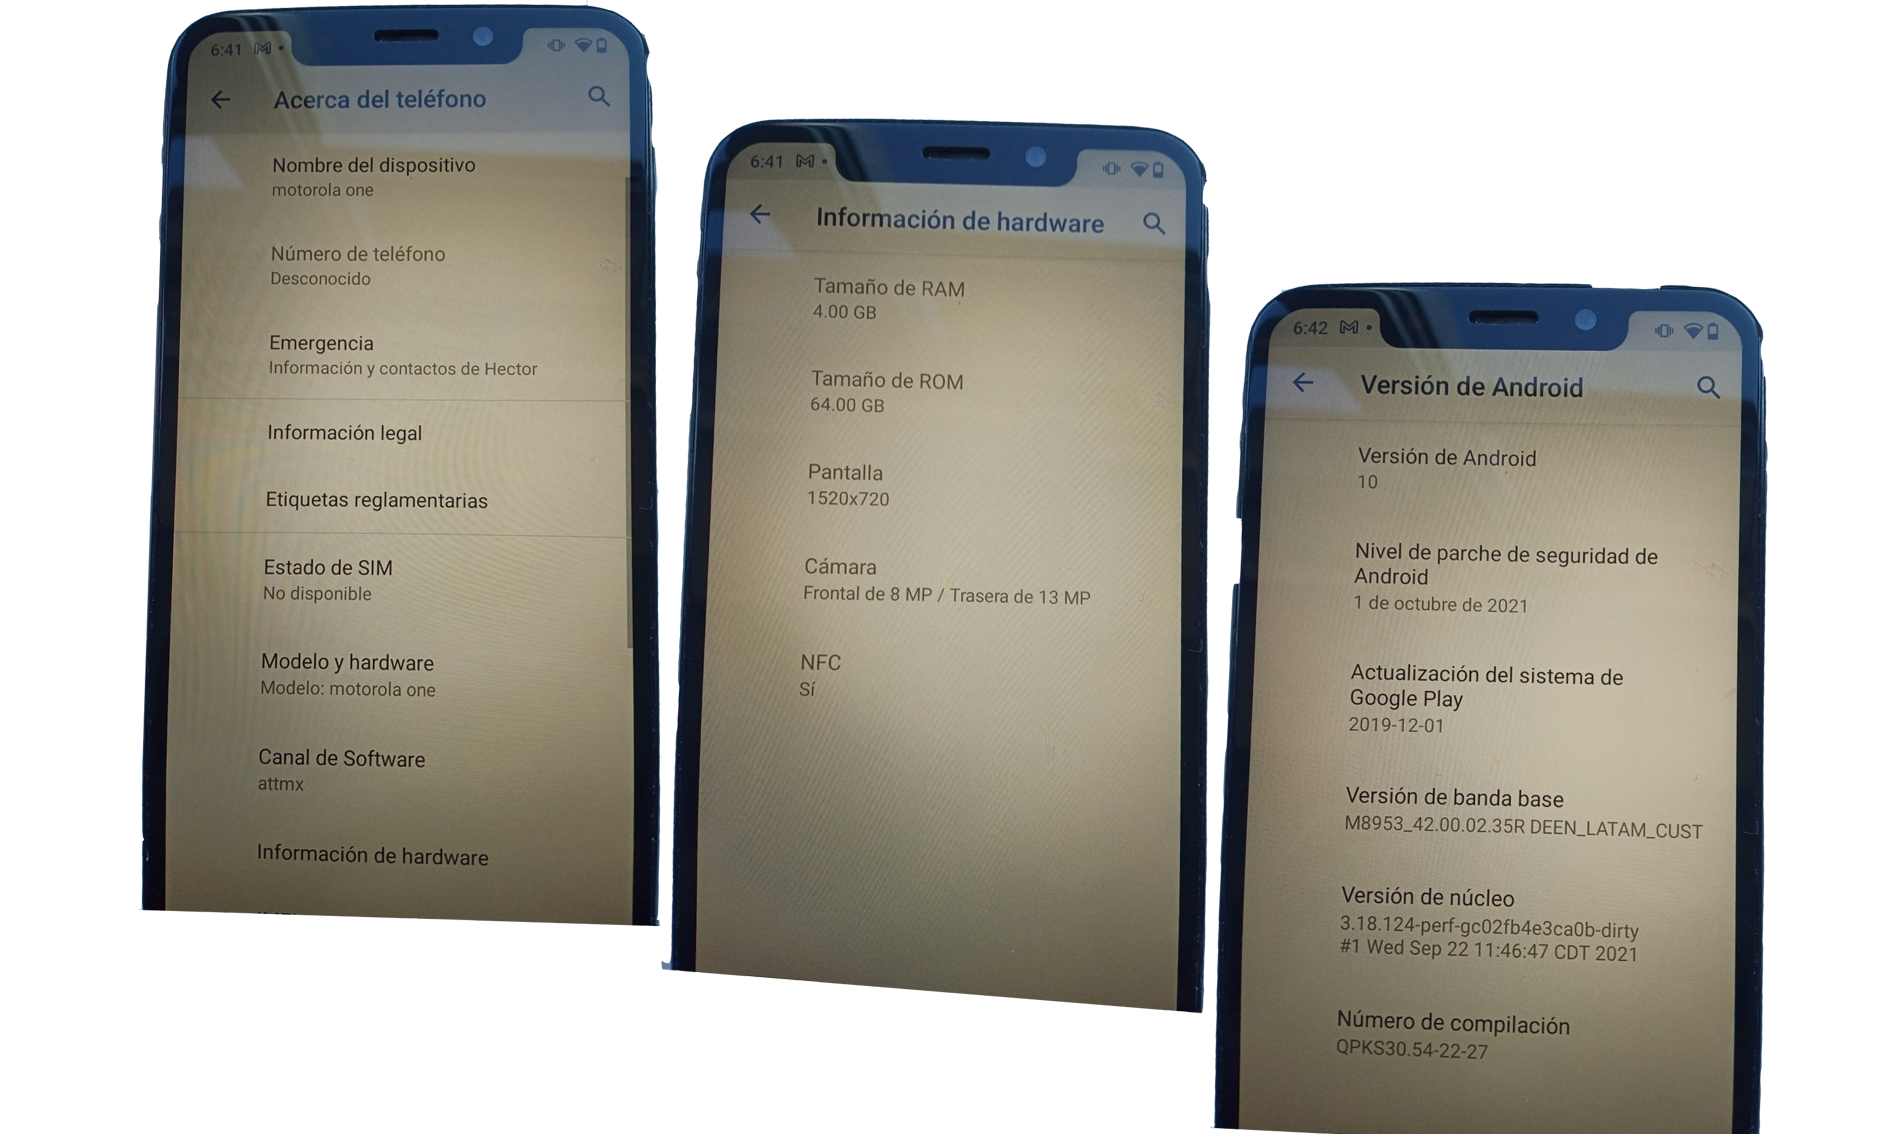 6:41
Acerca del teléfono
Nombre del dispositivo
motorola one
Número de teléfono
Desconocido
Emergencia
Información y contactos de Hector
Información legal
Etiquetas reglamentarias
Estado de SIM
No disponible
Modelo y hardware
Modelo: motorola one
Canal de Software
attmx
Información de hardware
6:41
Información de hardware
Tamaño de RAM
4.00 GB
Tamaño de ROM
64.00 GB
Pantalla
1520x720
Cámara
Frontal de 8 MP / Trasera de 13 MP
NFC
Sí
6:42
Versión de Android
Versión de Android
10
Nivel de parche de seguridad de
Android
1 de octubre de 2021
Actualización del sistema de
Google Play
2019-12-01
Versión de banda base
M8953_42.00.02.35R DEEN_LATAM_CUST
Versión de núcleo
3.18.124-perf-gc02fb4e3ca0b-dirty
#1 Wed Sep 22 11:46:47 CDT 2021
Número de compilación
QPKS30.54-22-27